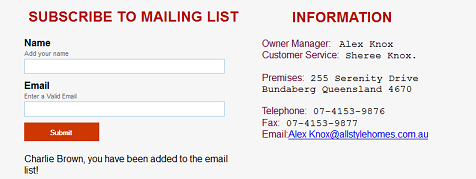 SUBSCRIBE TO MAILING LIST
Name
Add your name
Email
Enter a Valid Email
Submit
Charlie Brown, you have been added to the email
list!
INFORMATION
Owner Manager: Alex Knox
Customer Service: Sheree Knox.
Premises: 255 Serenity Drive
Bundaberg Queensland 4670
Telephone: 07-4153-9876
Fax: 07-4153-9877
Email:Alex Knox@allstylehomes.com.au